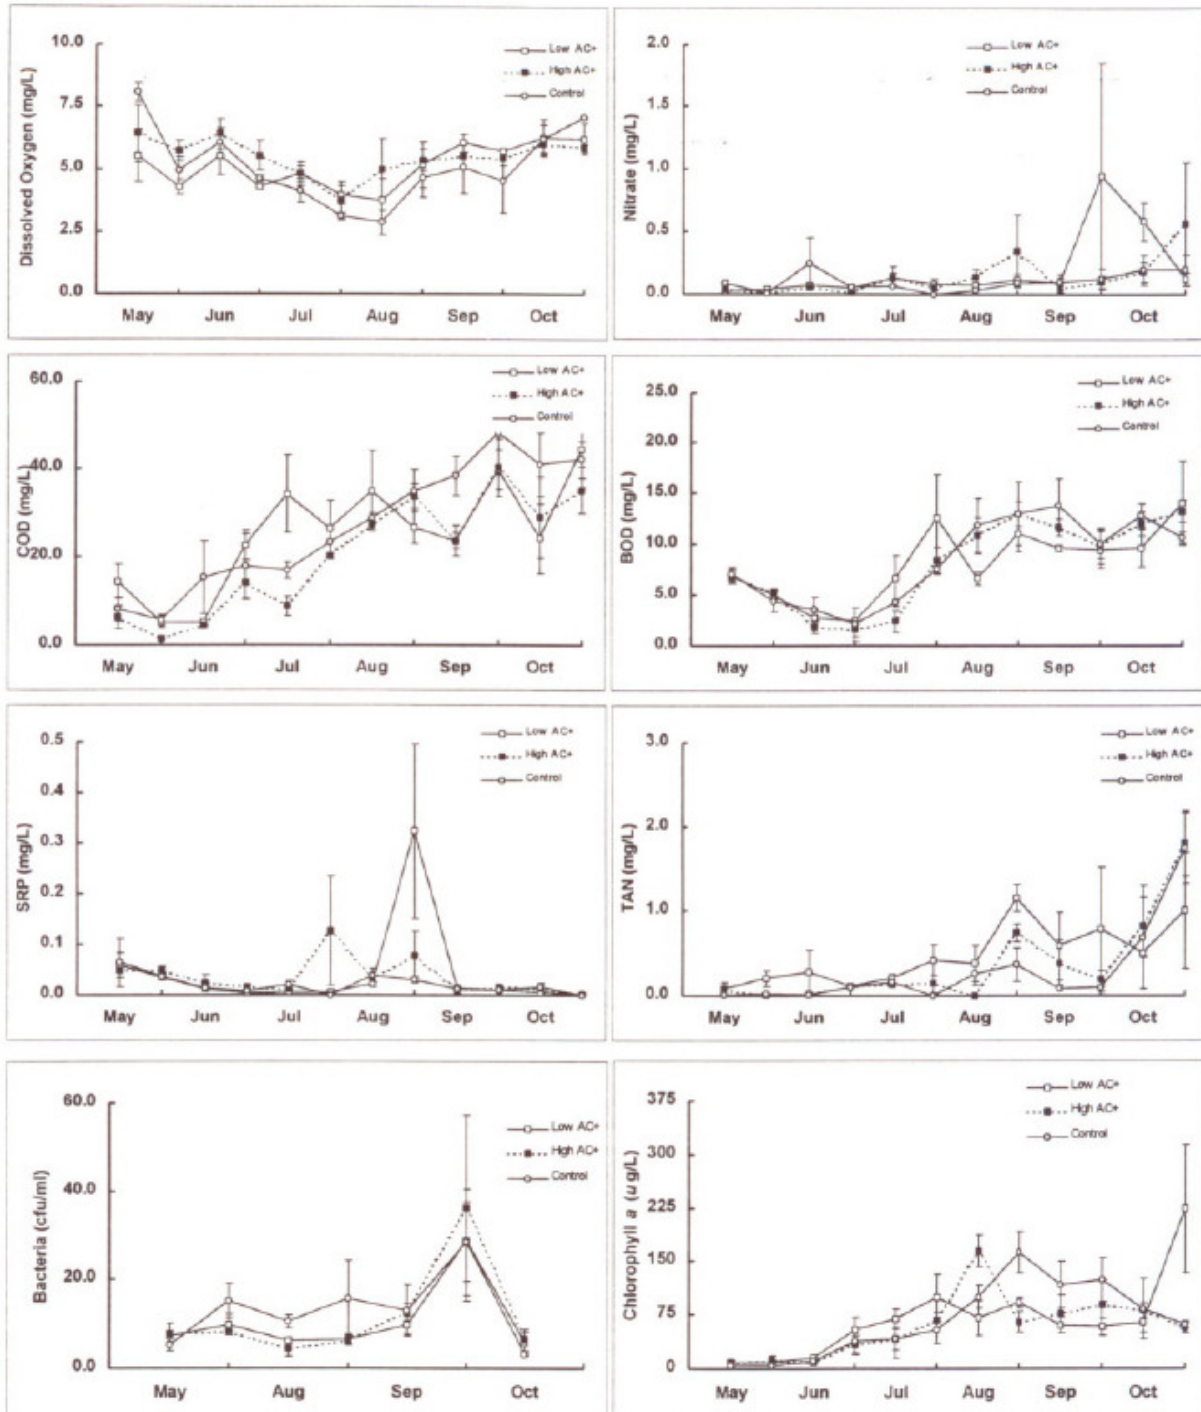 Dissolved Oxygen (mg/L)
10.0
7.5
5.0
2.5
0.0
Low AC+
High AC+
Control
May Jun Jul Aug Sep Oct
Nitrate (mg/L)
2.0
1.5
1.0
0.5
0.0
Low AC+
High AC+
Control
May Jun Jul Aug Sep Oct
COD (mg/L)
60.0
40.0
20.0
0.0
Low AC+
High AC+
Control
May Jun Jul Aug Sep Oct
BOD (mg/L)
25.0
20.0
15.0
10.0
5.0
0.0
Low AC+
High AC+
Control
May Jun Jul Aug Sep Oct
SRP (mg/L)
0.5
0.4
0.3
0.2
0.1
0.0
Low AC+
High AC+
Control
May Jun Jul Aug Sep Oct
TAN (mg/L)
3.0
2.0
1.0
0.0
Low AC+
High AC+
Control
May Jun Jul Aug Sep Oct
Bacteria (cfu/ml)
60.0
40.0
20.0
0.0
Low AC+
High AC+
Control
May Aug Sep Oct
Chlorophyll a (ug/L)
375
300
225
150
75
0
Low AC+
High AC+
Control
May Jun Jul Aug Sep Oct